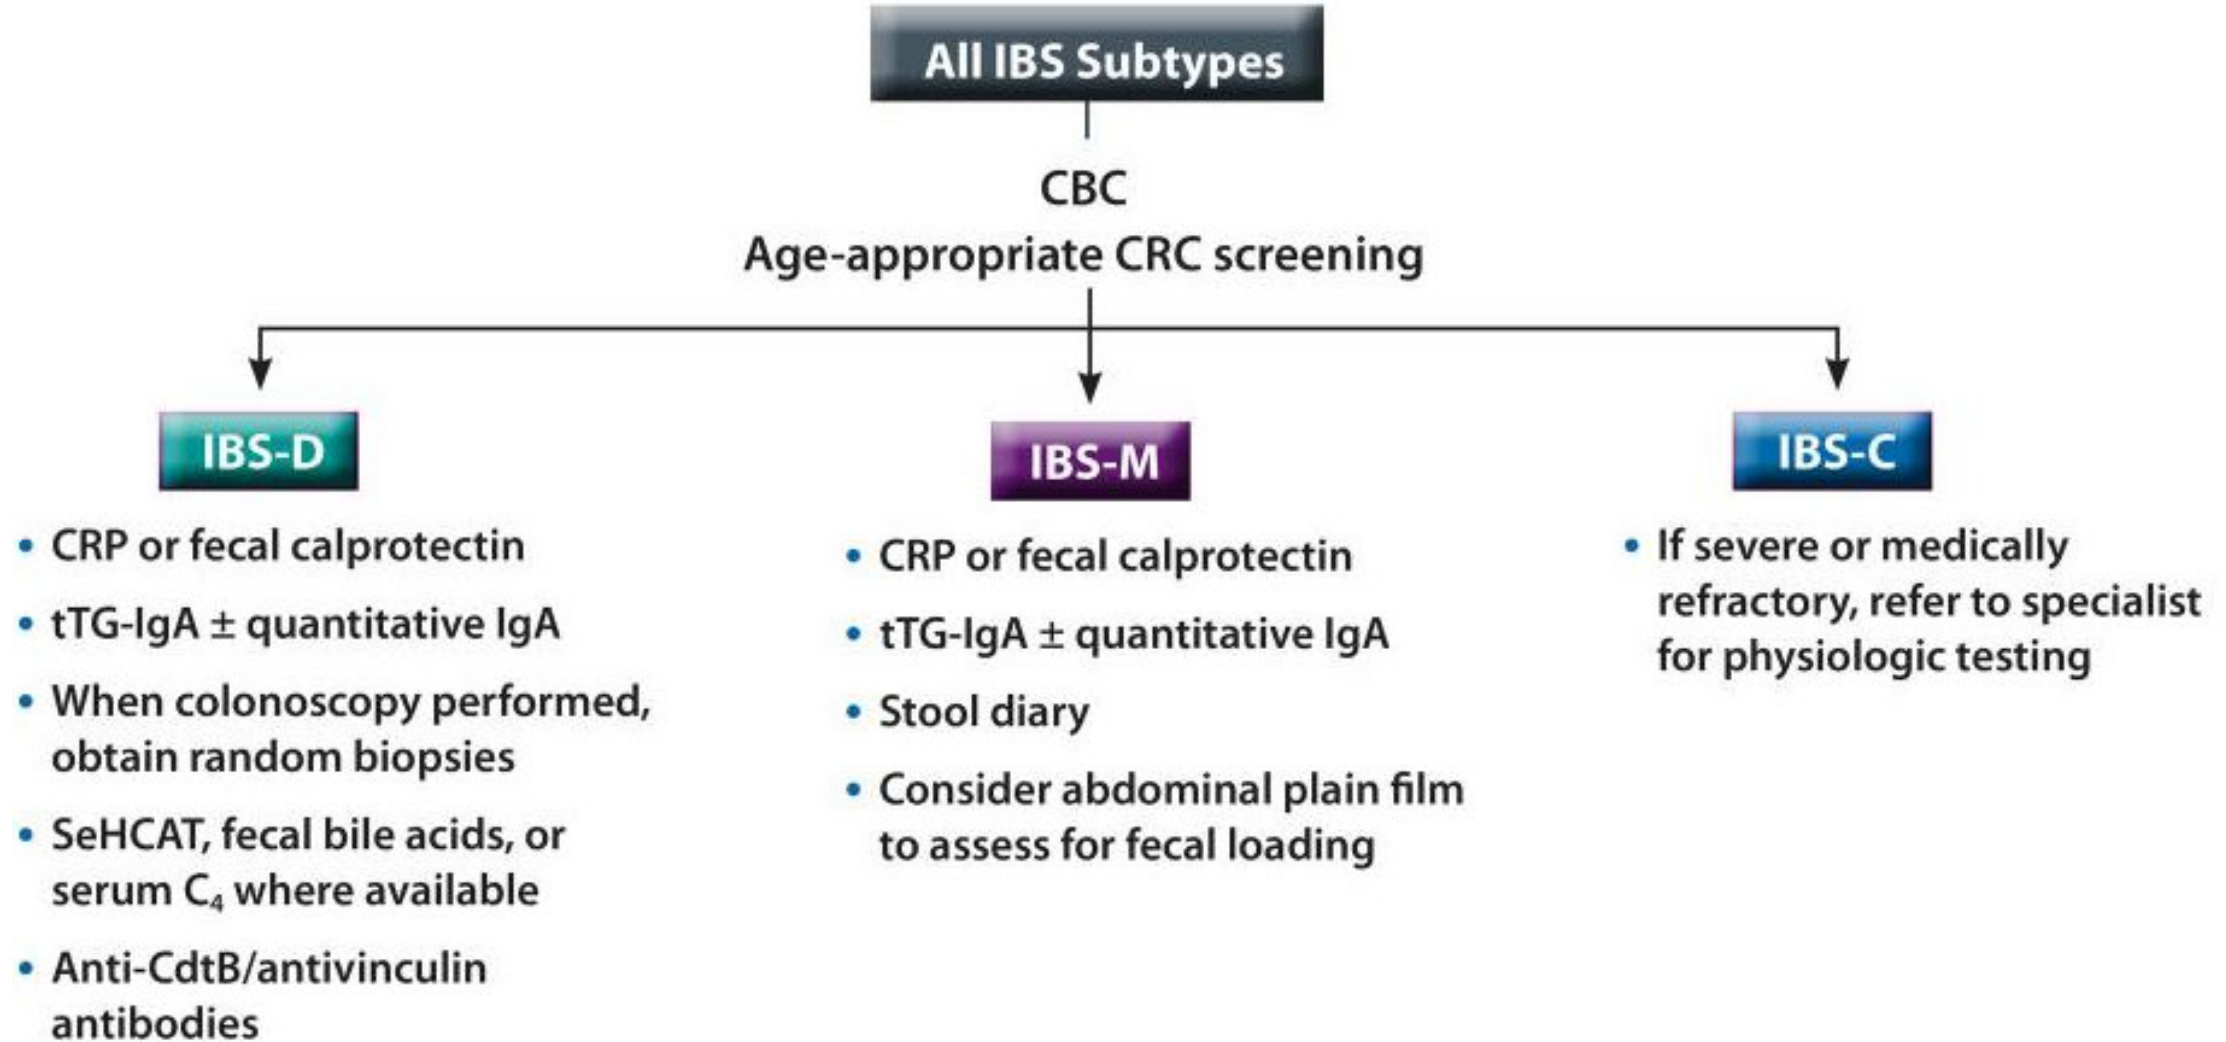 All IBS Subtypes
CBC
Age-appropriate CRC screening
IBS-D
• CRP or fecal calprotectin
• tTG-IgA ± quantitative IgA
• When colonoscopy performed,
obtain random biopsies
• SeHCAT, fecal bile acids, or
serum C₄ where available
• Anti-CdtB/antivinculin
antibodies
IBS-M
• CRP or fecal calprotectin
• tTG-IgA ± quantitative IgA
• Stool diary
• Consider abdominal plain film
to assess for fecal loading
IBS-C
• If severe or medically
refractory, refer to specialist
for physiologic testing